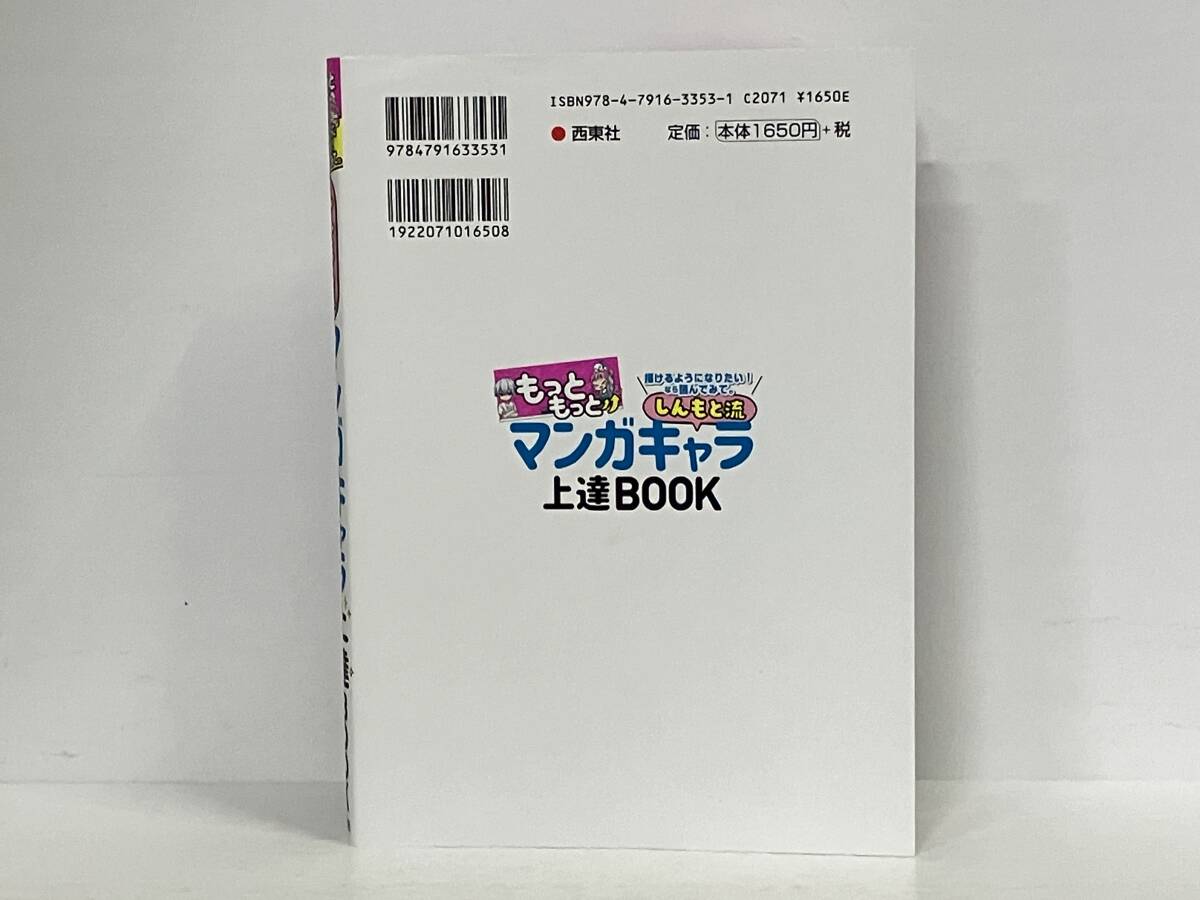 ISBN978-4-7916-3353-1 C2071 ¥1650E
西東社 定価：本体1650円+税
9784791633531
1922071016508
もっと
もっと!!
描けるようになりたい！
なら読んでみて。
しんもと流
マンガキャラ
上達BOOK